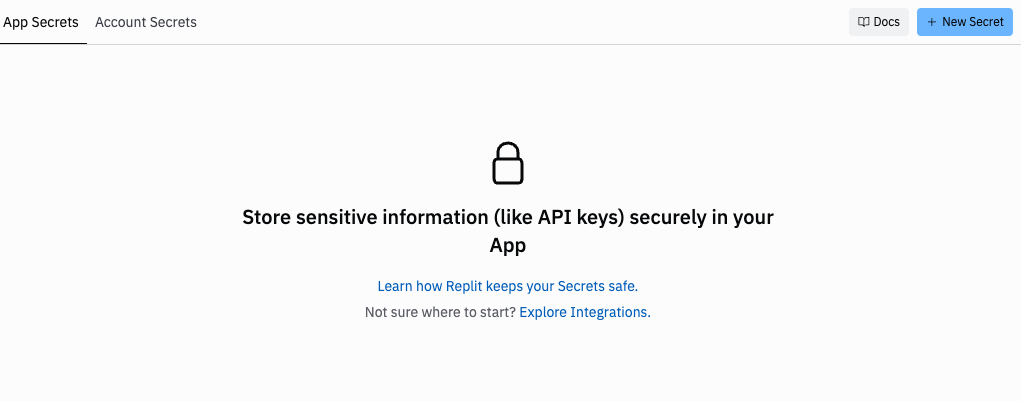 App Secrets
Account Secrets
Docs
+ New Secret
Store sensitive information (like API keys) securely in your
App
Learn how Replit keeps your Secrets safe.
Not sure where to start? Explore Integrations.